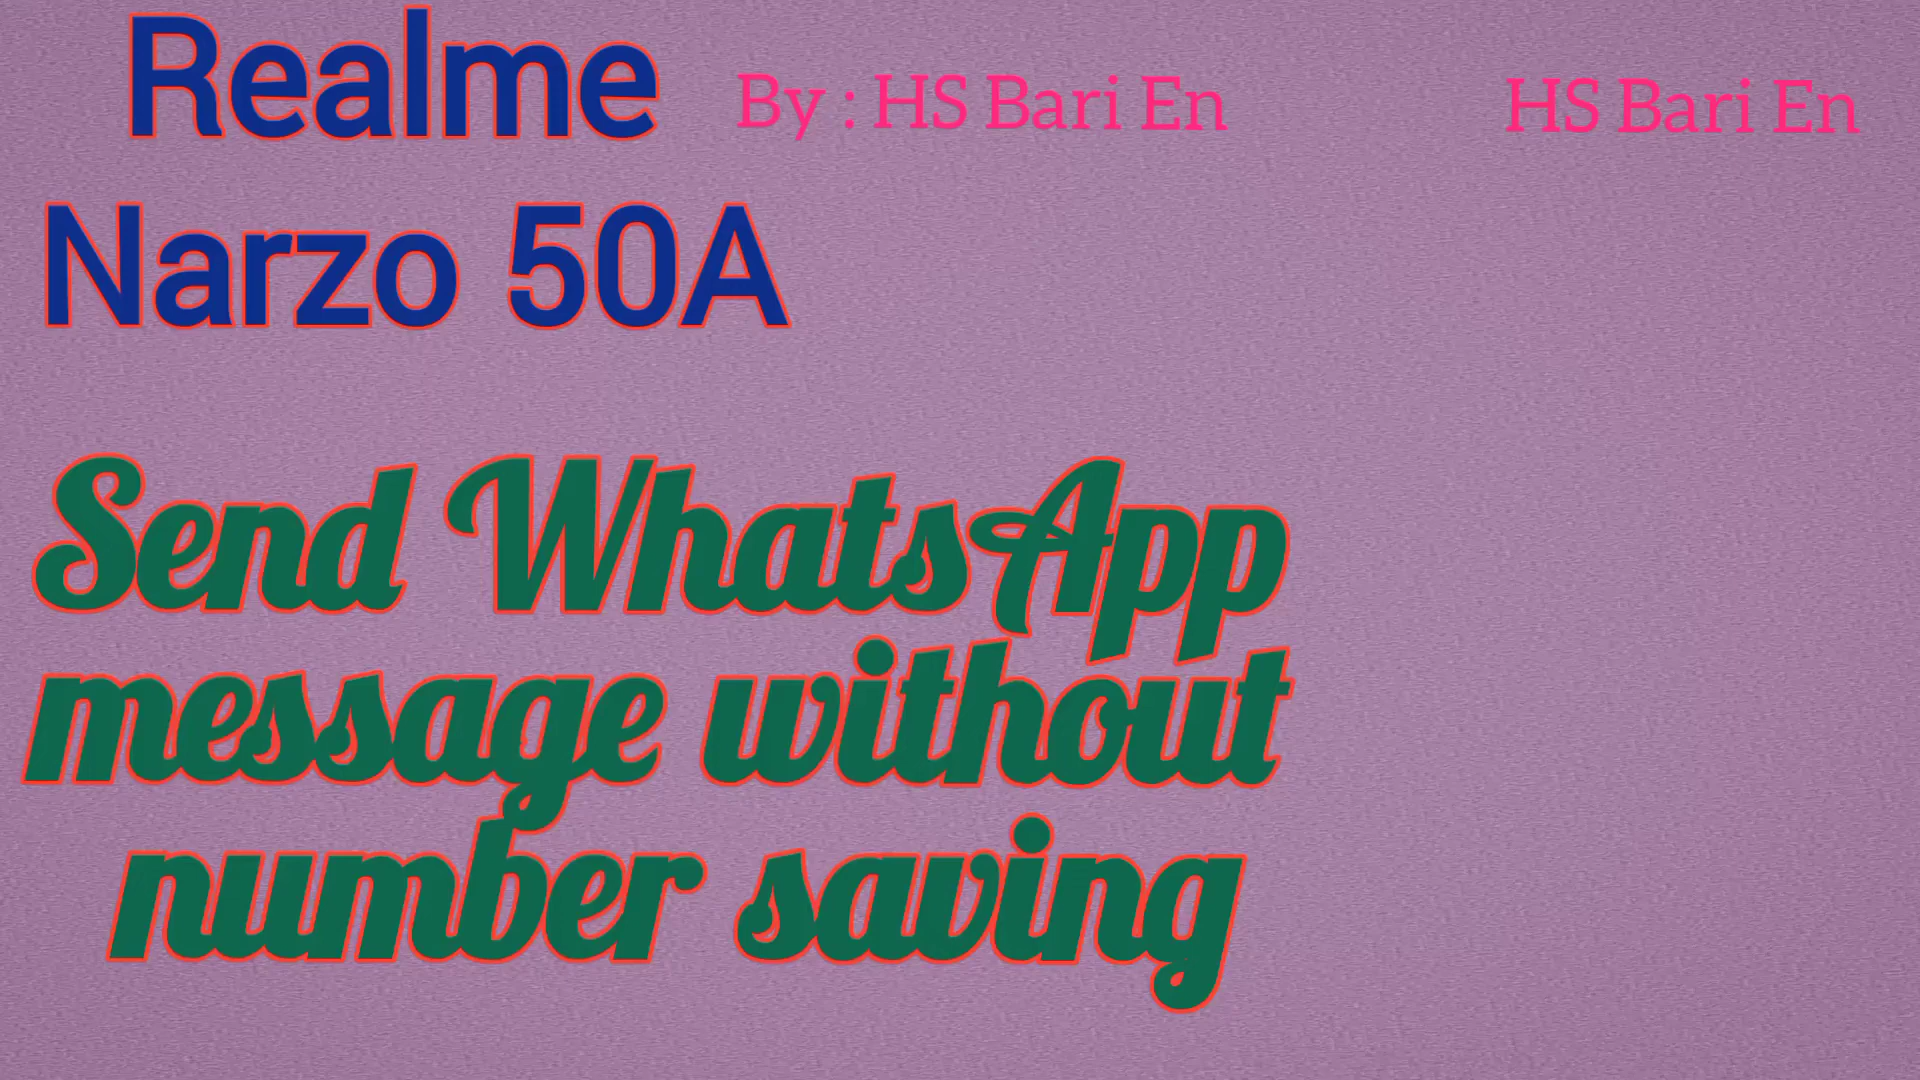 Realme
By : HS Bari En
HS Bari En
Narzo 50A
Send WhatsApp
message without
number saving